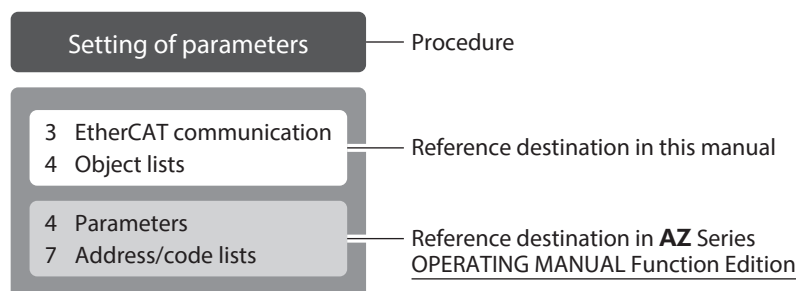 Setting of parameters
Procedure
3 EtherCAT communication
4 Object lists
Reference destination in this manual
4 Parameters
7 Address/code lists
Reference destination in AZ Series
OPERATING MANUAL Function Edition